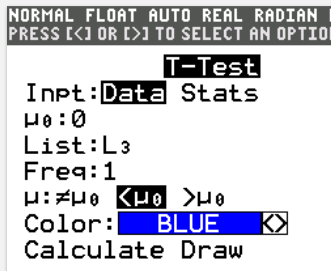 NORMAL FLOAT AUTO REAL RADIAN
PRESS [<] OR [>] TO SELECT AN OPTIO
T-Test
Inpt:Data Stats
μ₀:0
List:L₃
Freq:1
μ:≠μ₀ <μ₀ >μ₀
Color: BLUE
Calculate Draw